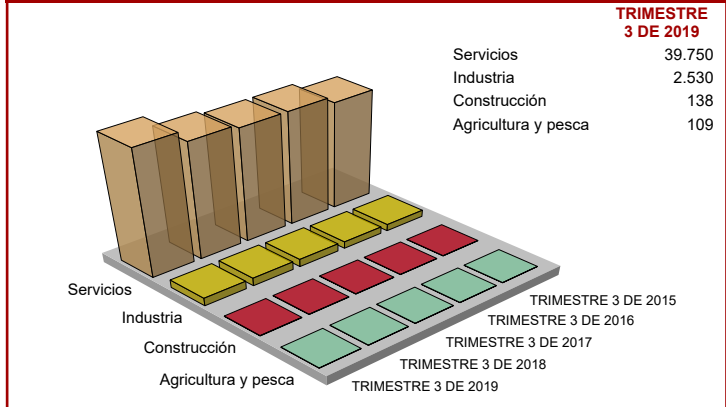 TRIMESTRE
3 DE 2019
Servicios 39.750
Industria 2.530
Construcción 138
Agricultura y pesca 109
Servicios
Industria
Construcción
Agricultura y pesca
TRIMESTRE 3 DE 2015
TRIMESTRE 3 DE 2016
TRIMESTRE 3 DE 2017
TRIMESTRE 3 DE 2018
TRIMESTRE 3 DE 2019